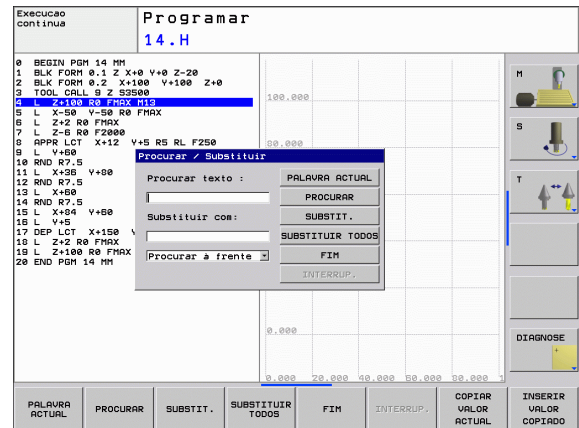 Execucao
continua
Programar
14.H
0 BEGIN PGM 14 MM
1 BLK FORM 0.1 Z X+0 Y+0 Z-20
2 BLK FORM 0.2 X+100 Y+100 Z+0
3 TOOL CALL 9 Z S3500
4 L Z+100 R0 FMAX M13
5 L X-50 Y-50 R0 FMAX
6 L Z+2 R0 FMAX
7 L Z-6 R0 F2000
8 APPR LCT X+12 Y+5 R5 RL F250
9 L Y+60
10 RND R7.5
11 L X+36 Y+80
12 RND R7.5
13 L X+60
14 RND R7.5
15 L X+84 Y+60
16 L Y+5
17 DEP LCT X+150
18 L Z+2 R0 FMAX
19 L Z+100 R0 FMAX
20 END PGM 14 MM
Procurar / Substituir
Procurar texto :
Substituir com:
Procurar à frente
PALAVRA ACTUAL
PROCURAR
SUBSTIT.
SUBSTITUIR TODOS
FIM
INTERRUP.
100.000
80.000
0.000
0.000 20.000 40.000 60.000 80.000 1
M
S
T
DIAGNOSE
PALAVRA
ACTUAL
PROCURAR
SUBSTIT.
SUBSTITUIR
TODOS
FIM
INTERRUP.
COPIAR
VALOR
ACTUAL
INSERIR
VALOR
COPIADO